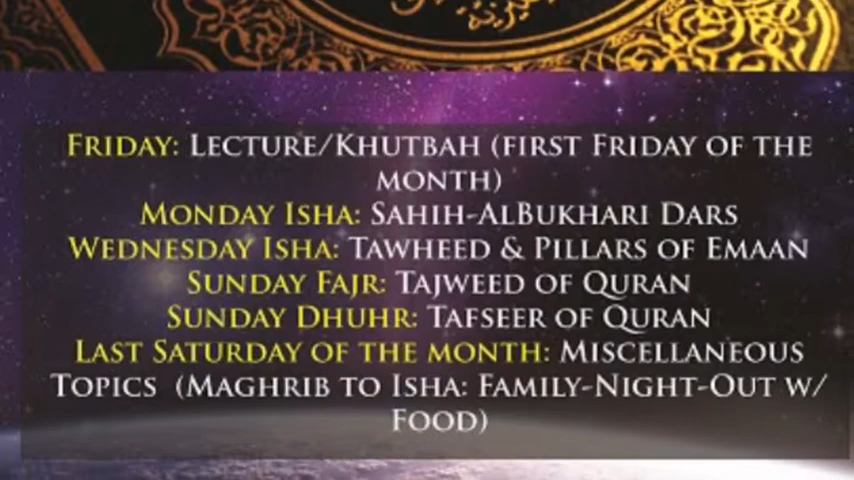 Friday: Lecture/Khutbah (first Friday of the
month)
Monday Isha: Sahih-AlBukhari Dars
Wednesday Isha: Tawheed & Pillars of Emaan
Sunday Fajr: Tajweed of Quran
Sunday Dhuhr: Tafseer of Quran
Last Saturday of the month: Miscellaneous
Topics (Maghrib to Isha: Family-Night-Out w/
Food)